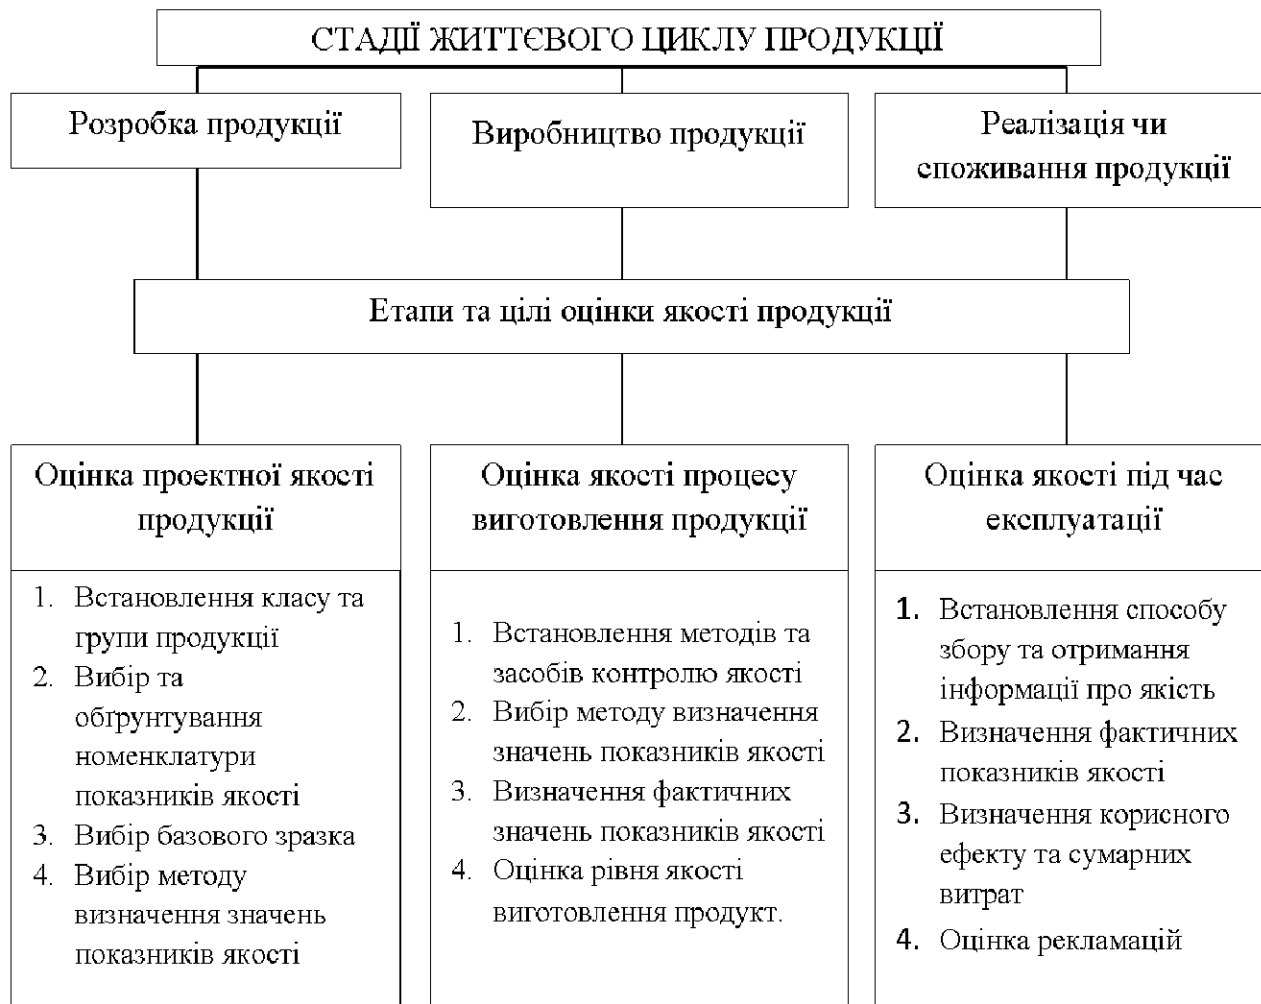 СТАДІЇ ЖИТТЄВОГО ЦИКЛУ ПРОДУКЦІЇ
Розробка продукції
Виробництво продукції
Реалізація чи
споживання продукції
Етапи та цілі оцінки якості продукції
Оцінка проектної якості
продукції
1. Встановлення класу та
групи продукції
2. Вибір та
обґрунтування
номенклатури
показників якості
3. Вибір базового зразка
4. Вибір методу
визначення значень
показників якості
Оцінка якості процесу
виготовлення продукції
1. Встановлення методів та
засобів контролю якості
2. Вибір методу визначення
значень показників якості
3. Визначення фактичних
значень показників якості
4. Оцінка рівня якості
виготовлення продукт.
Оцінка якості під час
експлуатації
1. Встановлення способу
збору та отримання
інформації про якість
2. Визначення фактичних
показників якості
3. Визначення корисного
ефекту та сумарних
витрат
4. Оцінка рекламацій